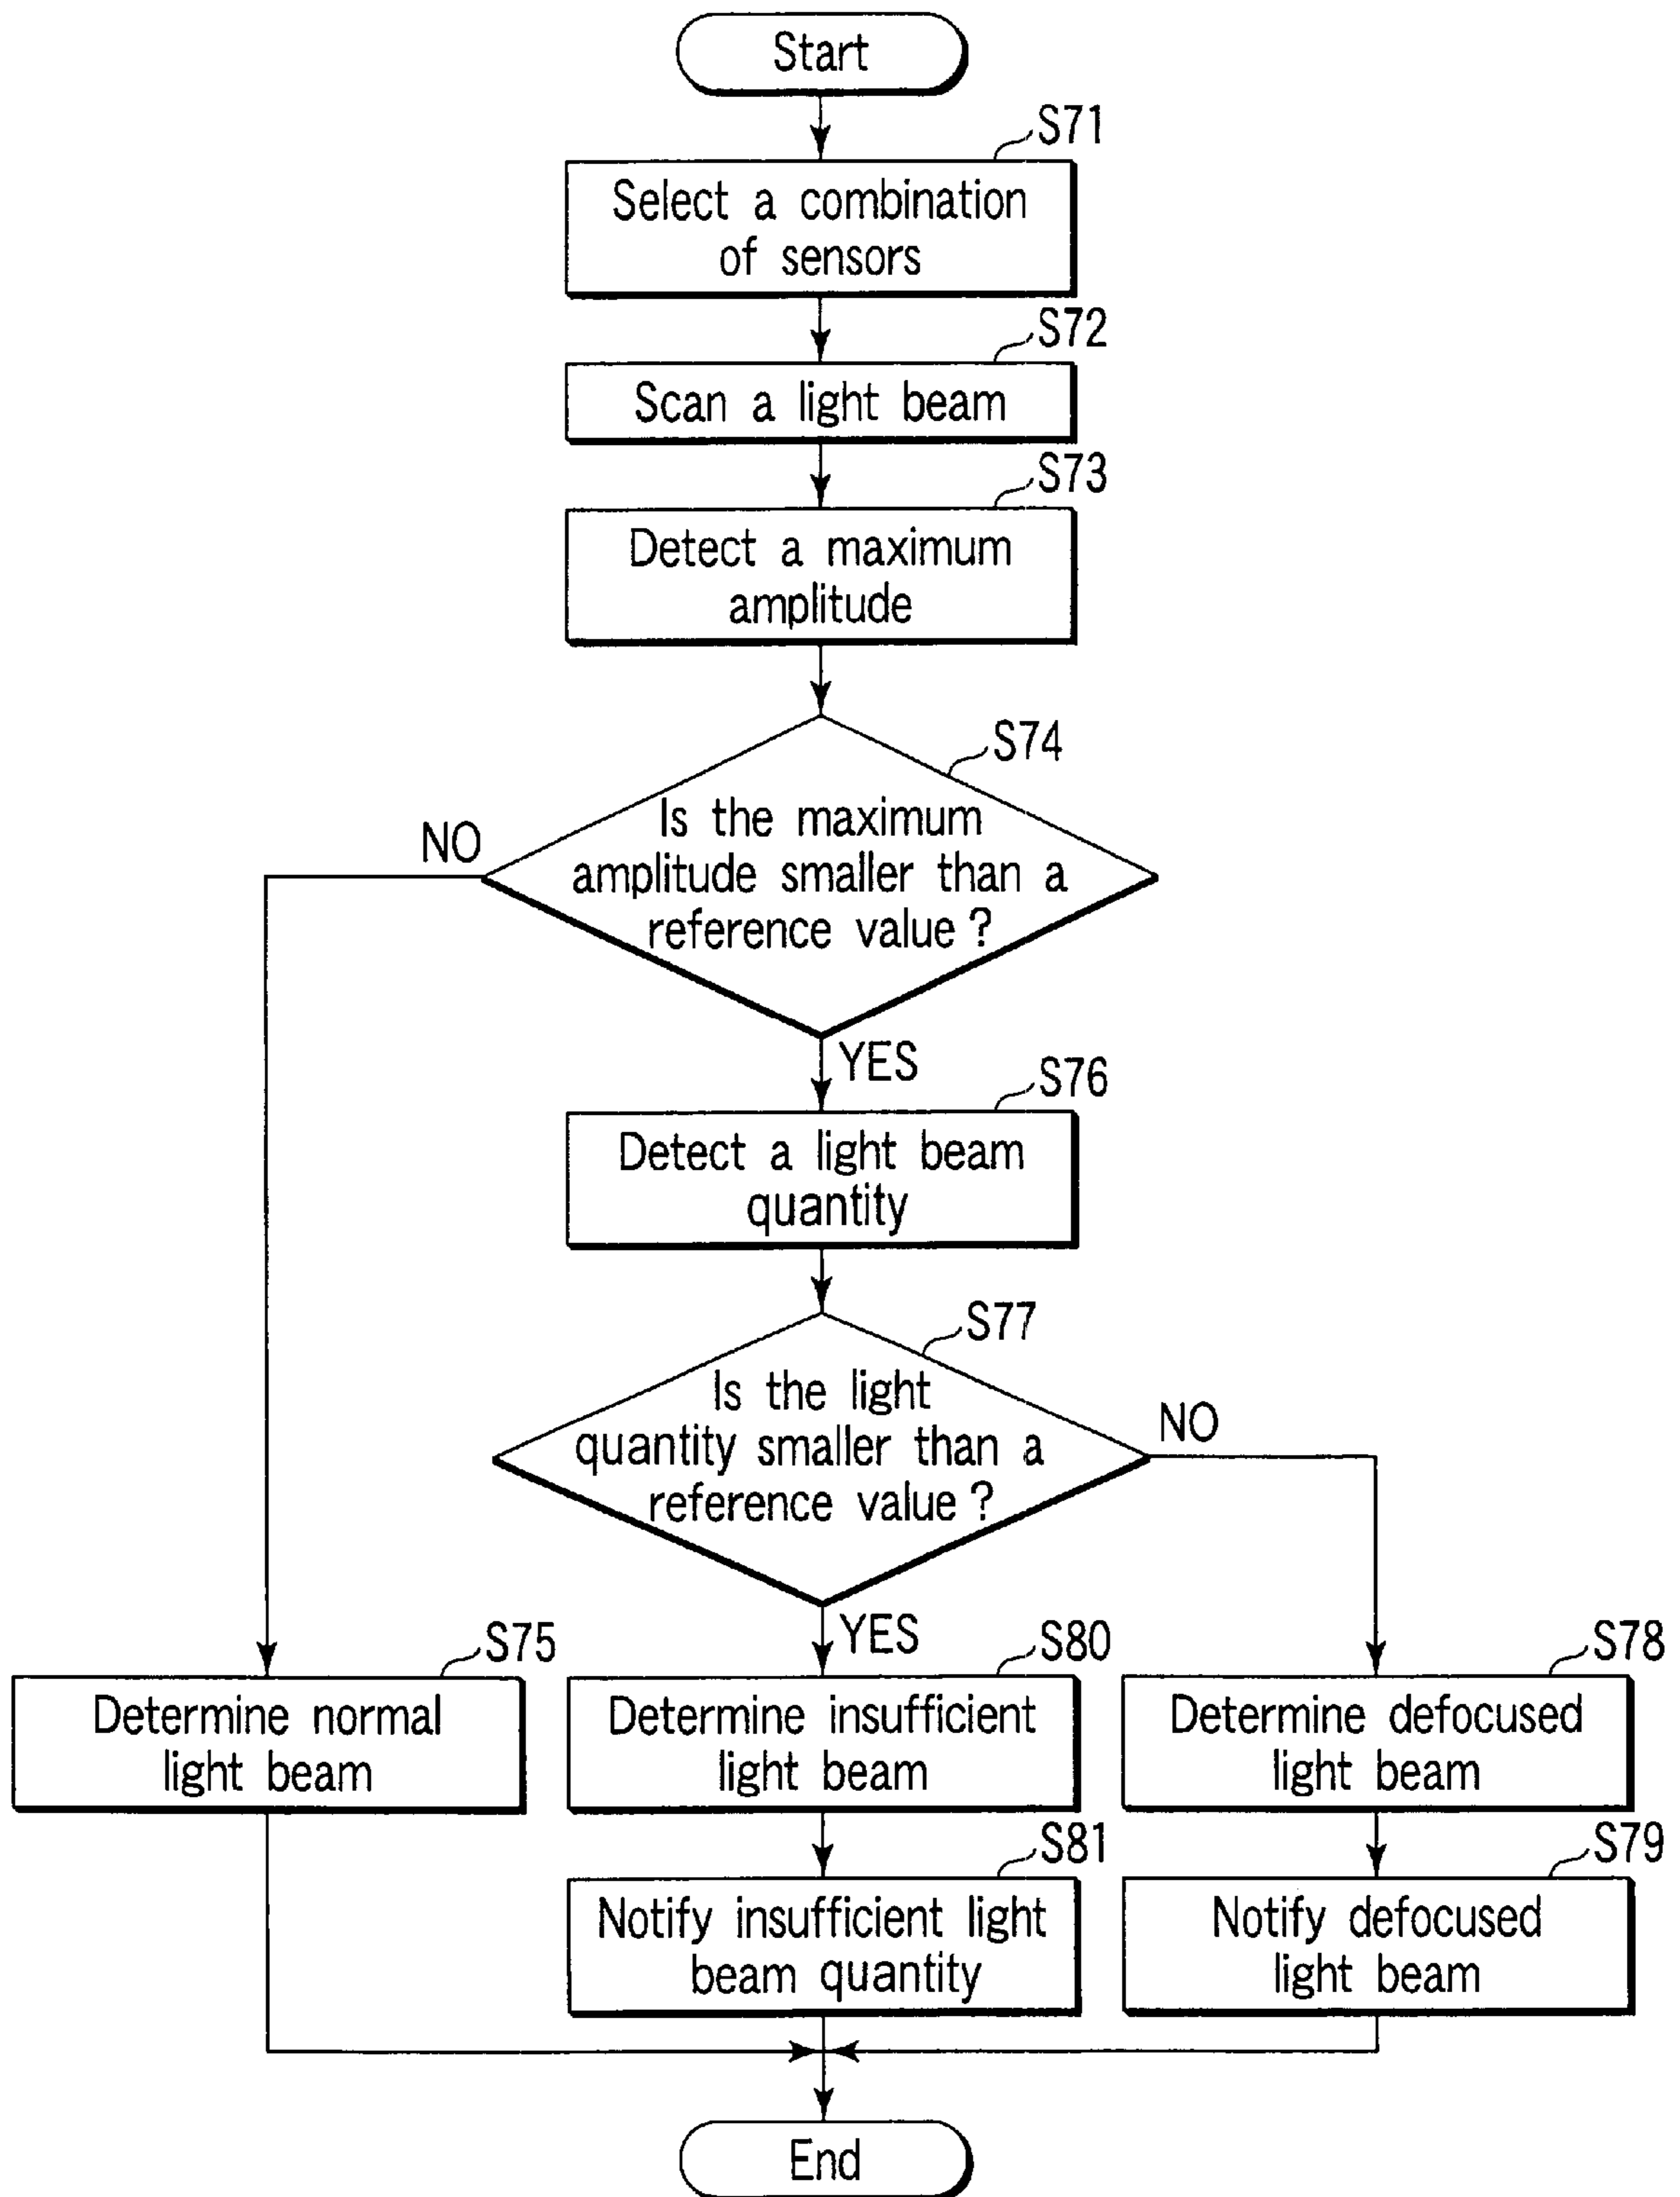 Start
S71
Select a combination
of sensors
S72
Scan a light beam
S73
Detect a maximum
amplitude
S74
Is the maximum
amplitude smaller than a
reference value ?
NO
YES
S76
Detect a light beam
quantity
S77
Is the light
quantity smaller than a
reference value ?
NO
YES
S75
Determine normal
light beam
S80
Determine insufficient
light beam
S78
Determine defocused
light beam
S81
Notify insufficient light
beam quantity
S79
Notify defocused
light beam
End